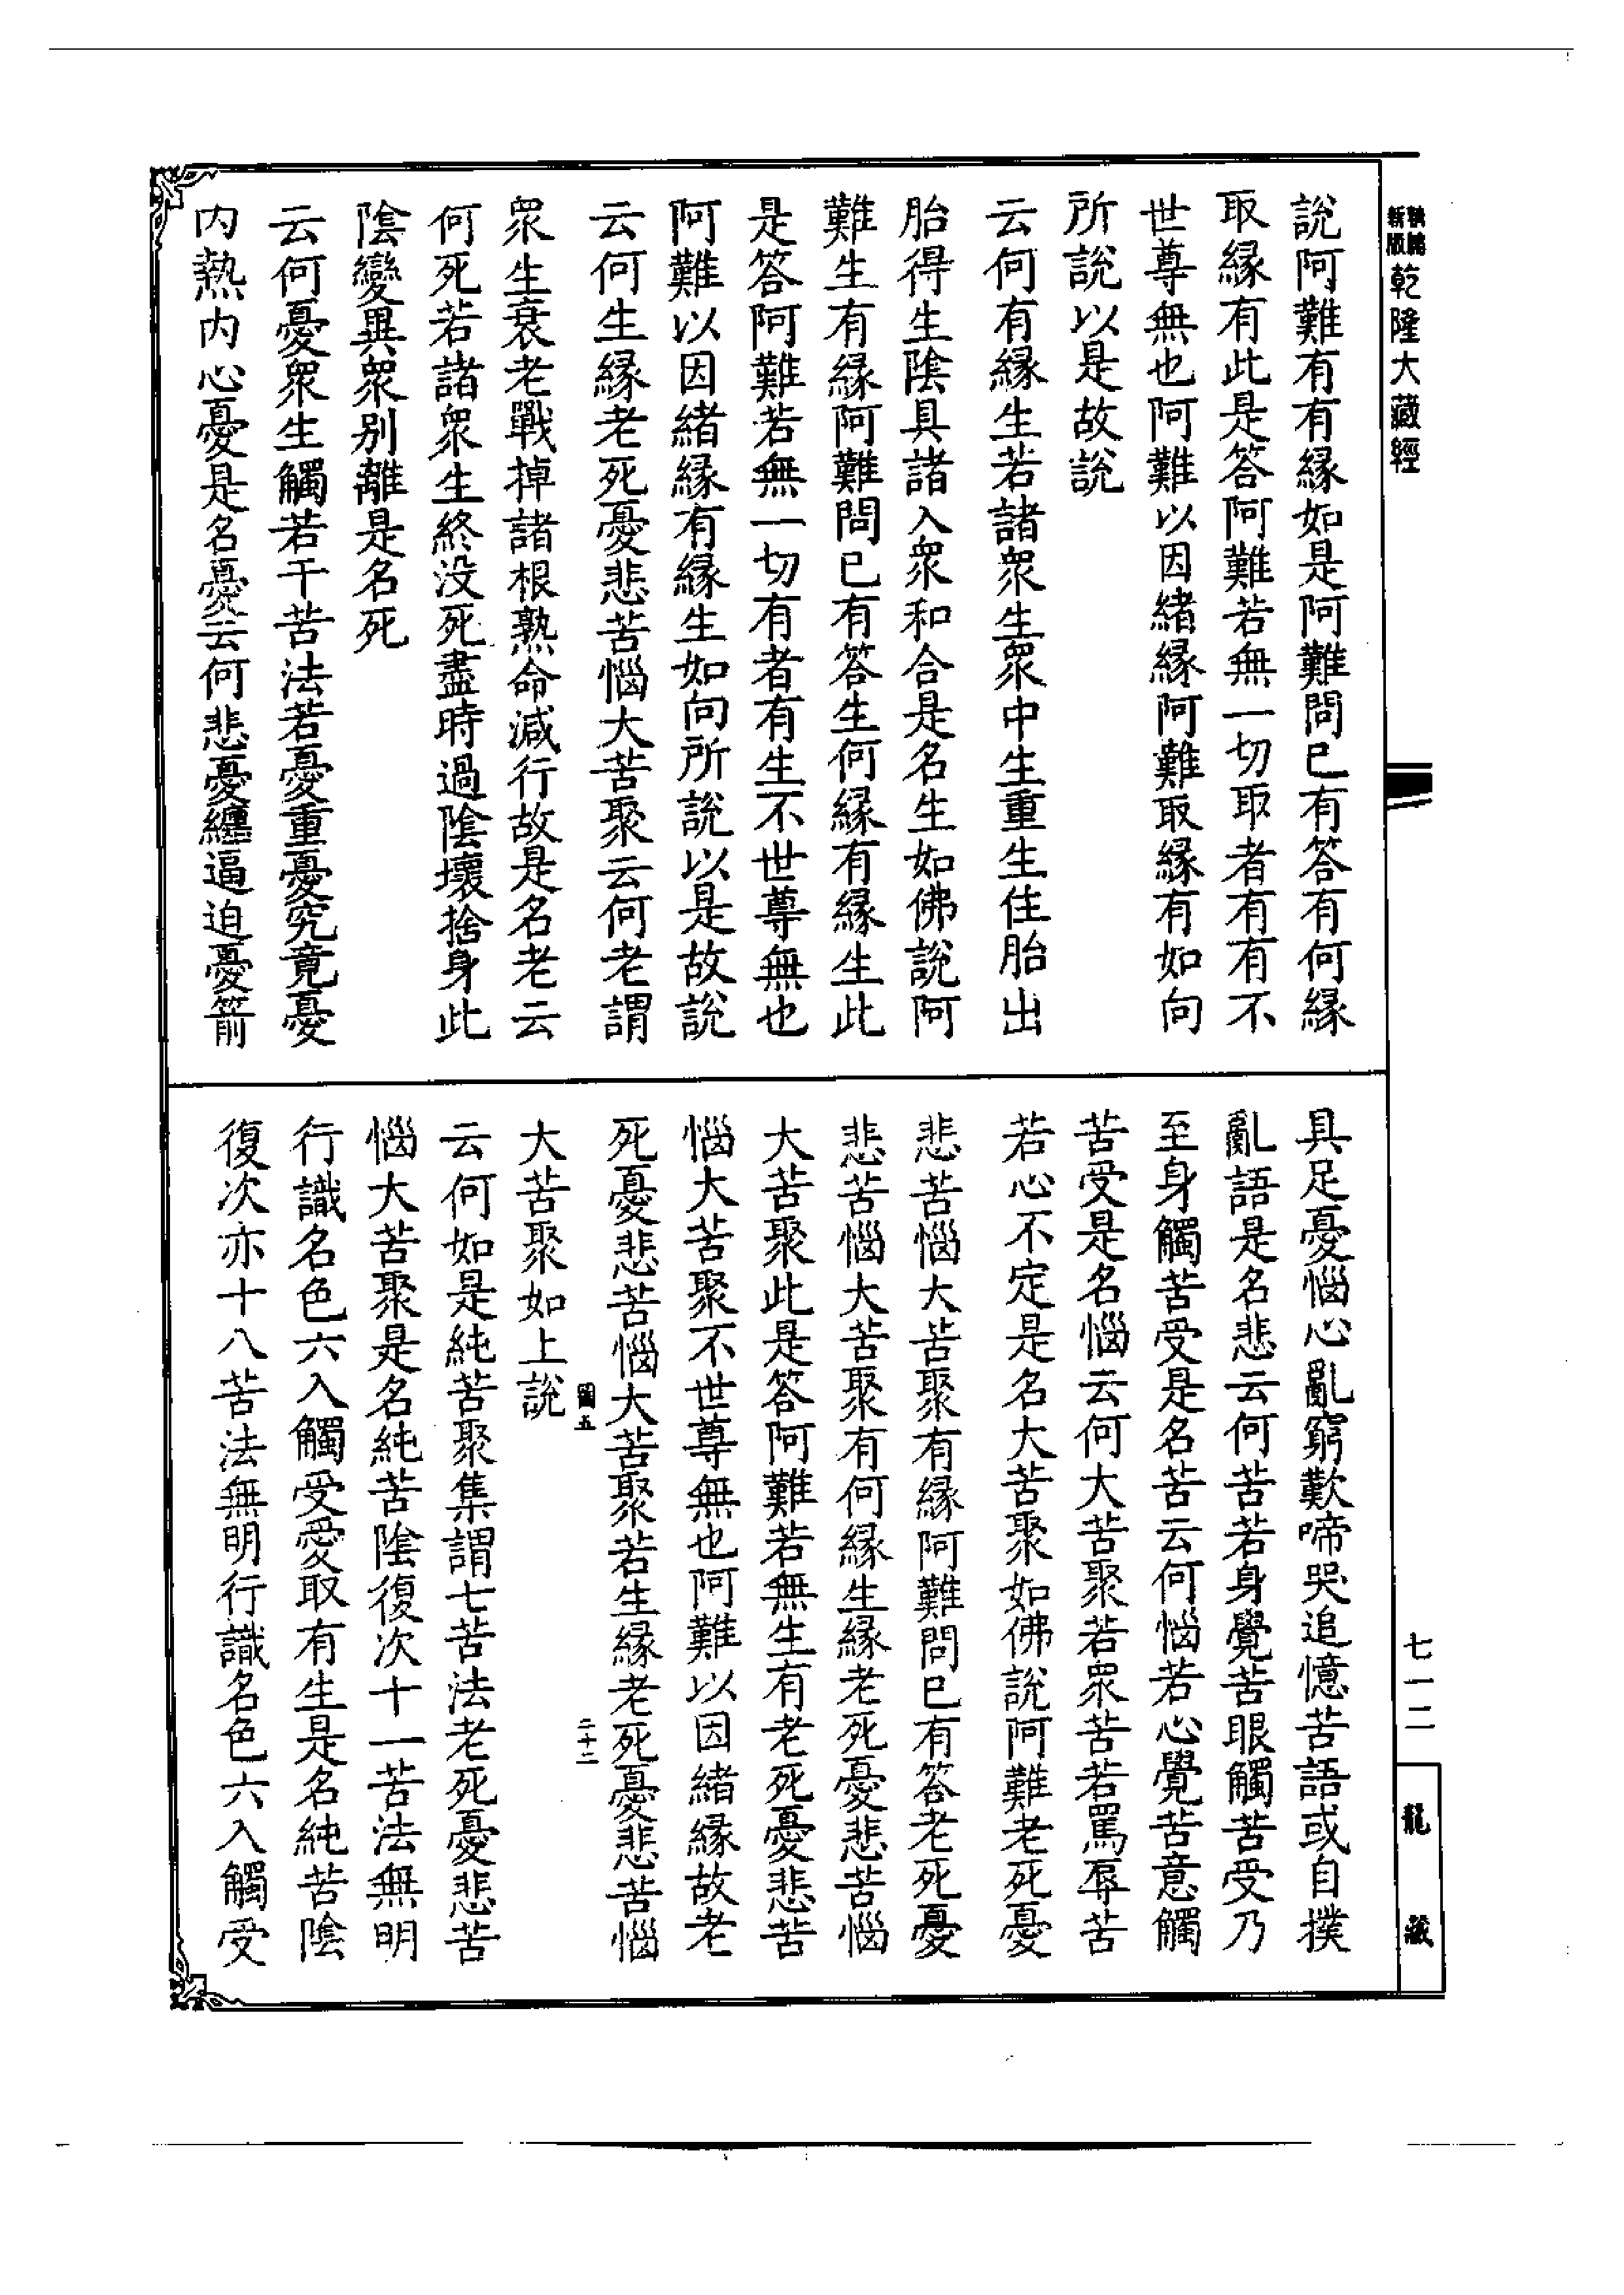 新版
乾隆大藏經
說阿難有有緣如是阿難問已有答有何緣
取緣有此是答阿難若無一切取者有有不
世尊無也阿難以因緒緣阿難取緣有如向
所說以是故說
云何有緣生若諸眾生眾中生重生住胎出
胎得生陰具諸入眾和合是名生如佛說阿
難生有緣阿難問已有答生何緣有緣生此
是答阿難若無一切有者有生不世尊無也
阿難以因緒緣有緣生如向所說以是故說
云何生緣老死憂悲苦惱大苦聚云何老謂
眾生衰老戰掉諸根熟命減行故是名老云
何死若諸眾生終没死盡時過陰壞捨身此
陰變異眾别離是名死
云何憂眾生觸若干苦法若憂重憂究竟憂
内熱内心憂是名憂云何悲憂纏逼迫憂箭
具足憂惱心亂窮歎啼哭追憶苦語或自撲
亂語是名悲云何苦若身覺苦眼觸苦受乃
至身觸苦受是名苦云何惱若心覺苦意觸
苦受是名惱云何大苦聚若眾苦若罵辱苦
若心不定是名大苦聚如佛說阿難老死憂
悲苦惱大苦聚有緣阿難問已有答老死憂
悲苦惱大苦聚有何緣生緣老死憂悲苦惱
大苦聚此是答阿難若無生有老死憂悲苦
惱大苦聚不世尊無也阿難以因緒緣故老
死憂悲苦惱大苦聚若生緣老死憂悲苦惱
圖五
二十二
大苦聚如上說
云何如是純苦聚集謂七苦法老死憂悲苦
惱大苦聚是名純苦陰復次十一苦法無明
行識名色六入觸受愛取有生是名純苦陰
復次亦十八苦法無明行識名色六入觸受
七一二
龍藏